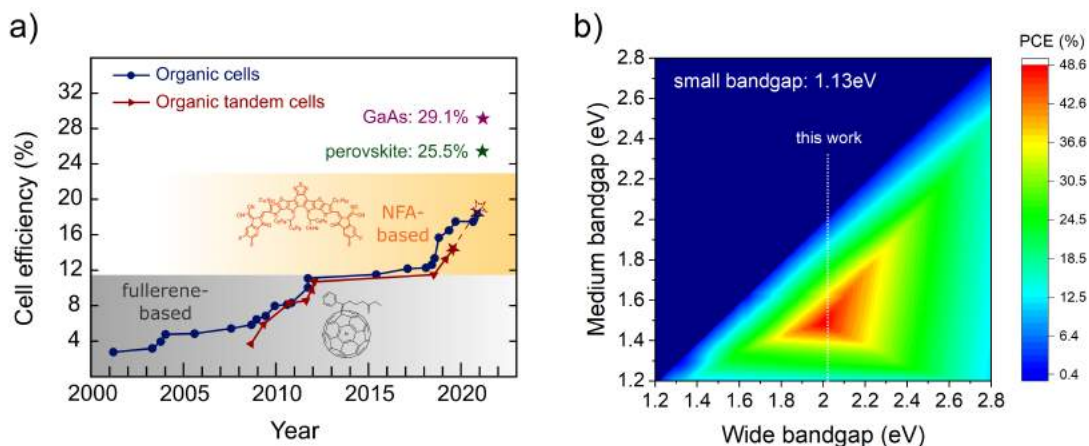 a)
Organic cells
Organic tandem cells
GaAs: 29.1%
perovskite: 25.5%
NFA-
based
fullerene-
based
Cell efficiency (%)
36
32
28
24
20
16
12
8
4
2000
2005
2010
2015
2020
Year
b)
small bandgap: 1.13eV
this work
Medium bandgap (eV)
2.8
2.6
2.4
2.2
2.0
1.8
1.6
1.4
1.2
1.2
1.4
1.6
1.8
2
2.2
2.4
2.6
2.8
Wide bandgap (eV)
PCE (%)
48.6
42.6
36.5
30.5
24.5
18.5
12.5
6.4
0.4